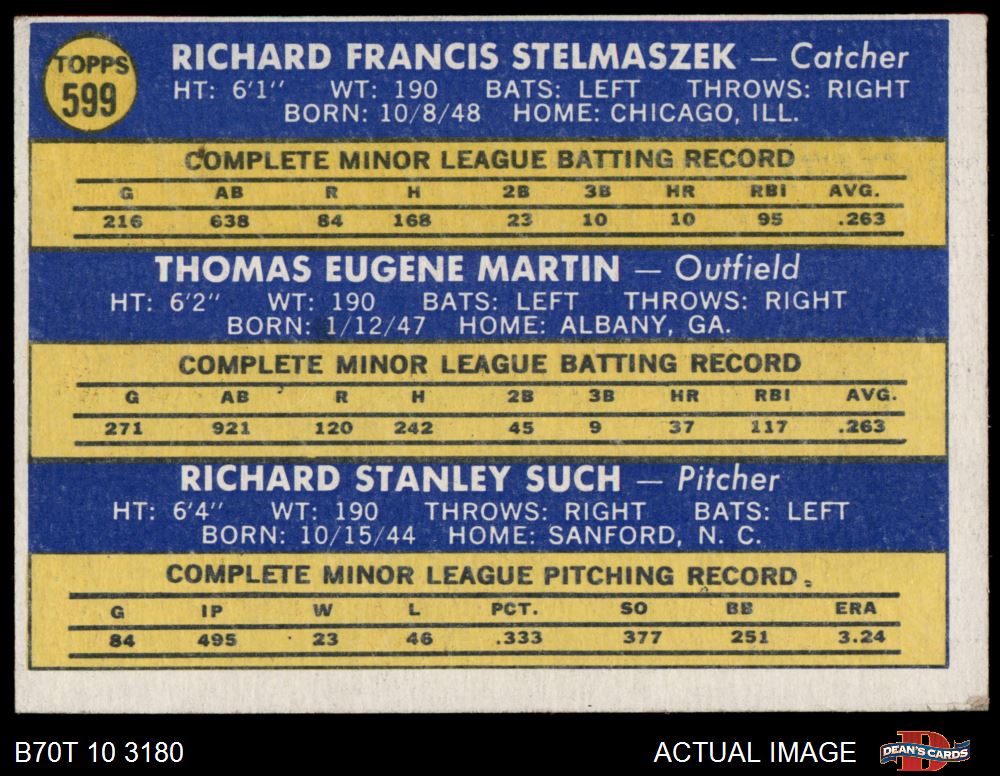 TOPPS
599
RICHARD FRANCIS STELMASZEK — Catcher
HT: 6'1" WT: 190 BATS: LEFT THROWS: RIGHT
BORN: 10/8/48 HOME: CHICAGO, ILL.
COMPLETE MINOR LEAGUE BATTING RECORD
G AB R H 2B 3B HR RBI AVG.
216 638 84 168 23 10 10 95 .263
THOMAS EUGENE MARTIN — Outfield
HT: 6'2" WT: 190 BATS: LEFT THROWS: RIGHT
BORN: 1/12/47 HOME: ALBANY, GA.
COMPLETE MINOR LEAGUE BATTING RECORD
G AB R H 2B 3B HR RBI AVG.
271 921 120 242 45 9 37 117 .263
RICHARD STANLEY SUCH — Pitcher
HT: 6'4" WT: 190 THROWS: RIGHT BATS: LEFT
BORN: 10/15/44 HOME: SANFORD, N. C.
COMPLETE MINOR LEAGUE PITCHING RECORD
G IP W L PCT. SO BB ERA
84 495 23 46 .333 377 251 3.24
B70T 10 3180 ACTUAL IMAGE DEAN'S CARDS